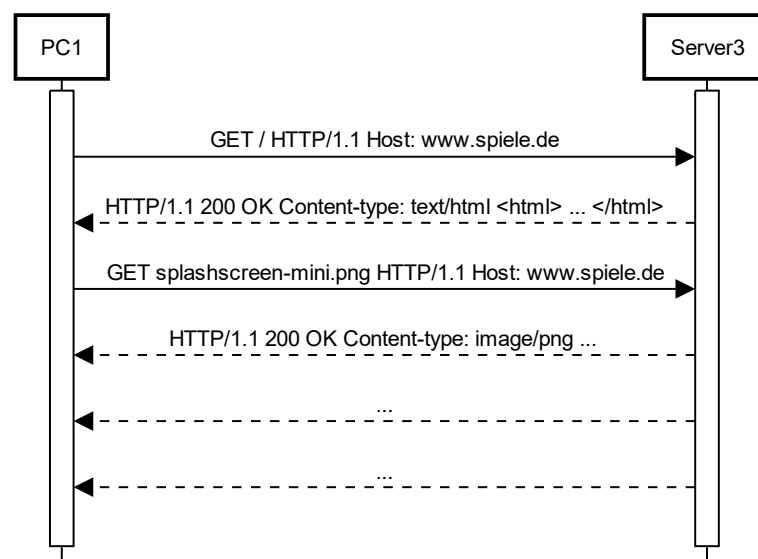 PC1
Server3
GET / HTTP/1.1 Host: www.spiele.de
HTTP/1.1 200 OK Content-type: text/html <html> ... </html>
GET splashscreen-mini.png HTTP/1.1 Host: www.spiele.de
HTTP/1.1 200 OK Content-type: image/png ...
...
...